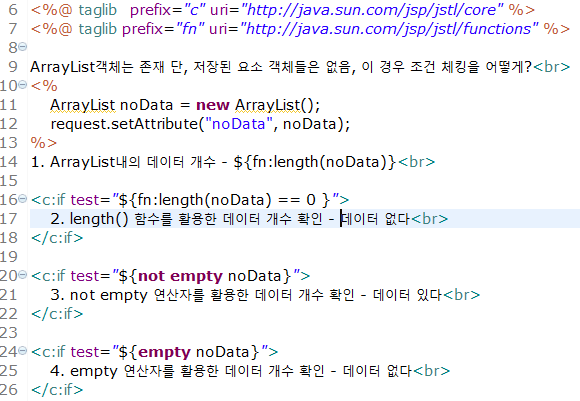 6 <%@ taglib  prefix="c" uri="http://java.sun.com/jsp/jstl/core" %>
7 <%@ taglib prefix="fn" uri="http://java.sun.com/jsp/jstl/functions" %>
8
9 ArrayList객체는 존재 단, 저장된 요소 객체들은 없음, 이 경우 조건 체킹을 어떻게?<br>
10 <%
11     ArrayList noData = new ArrayList();
12     request.setAttribute("noData", noData);
13 %>
14 1. ArrayList내의 데이터 개수 - ${fn:length(noData)}<br>
15
16 <c:if test="${fn:length(noData) == 0 }">
17     2. length() 함수를 활용한 데이터 개수 확인 - 데이터 없다<br>
18 </c:if>
19
20 <c:if test="${not empty noData}">
21     3. not empty 연산자를 활용한 데이터 개수 확인 - 데이터 있다<br>
22 </c:if>
23
24 <c:if test="${empty noData}">
25     4. empty 연산자를 활용한 데이터 개수 확인 - 데이터 없다<br>
26 </c:if>